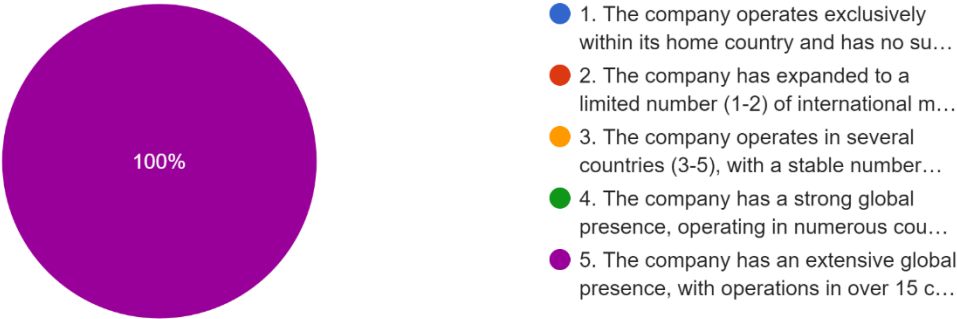 100%
1. The company operates exclusively
within its home country and has no su…
2. The company has expanded to a
limited number (1-2) of international m…
3. The company operates in several
countries (3-5), with a stable number…
4. The company has a strong global
presence, operating in numerous cou…
5. The company has an extensive global
presence, with operations in over 15 c…